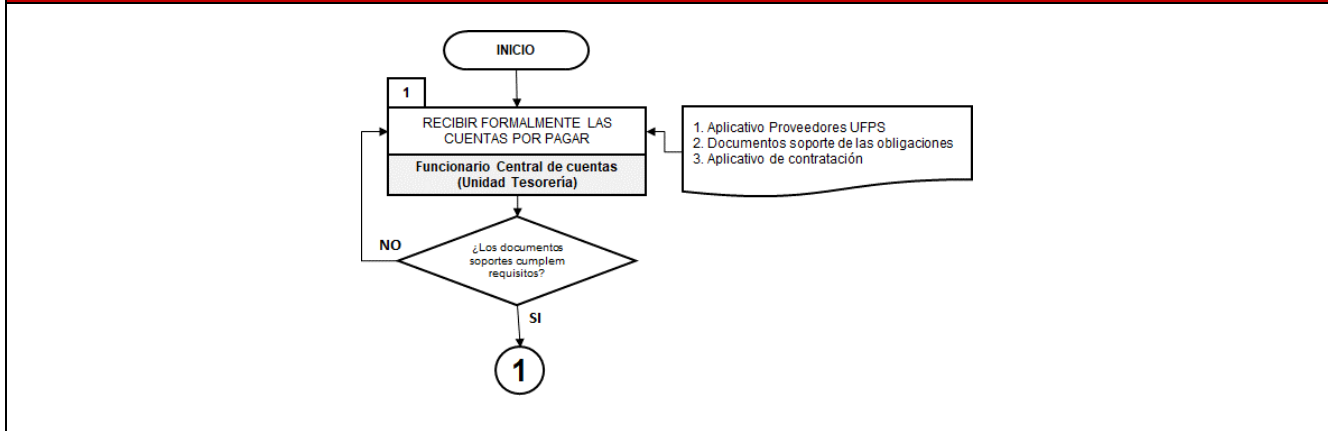 INICIO
1
RECIBIR FORMALMENTE LAS
CUENTAS POR PAGAR
Funcionario Central de cuentas
(Unidad Tesorería)
1. Aplicativo Proveedores UFPS
2. Documentos soporte de las obligaciones
3. Aplicativo de contratación
NO
¿Los documentos
soportes cumplem
requisitos?
SI
1